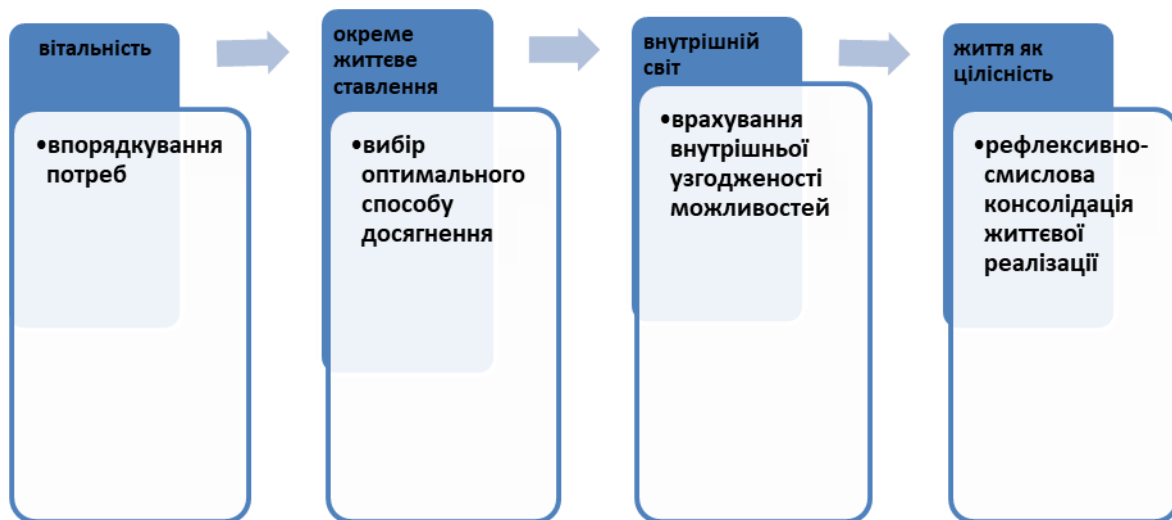 вітальність
•впорядкування
потреб
окреме
життєве
ставлення
•вибір
оптимального
способу
досягнення
внутрішній
світ
•врахування
внутрішньої
узгодженості
можливостей
життя як
цілісність
•рефлексивно-
смислова
консолідація
життєвої
реалізації